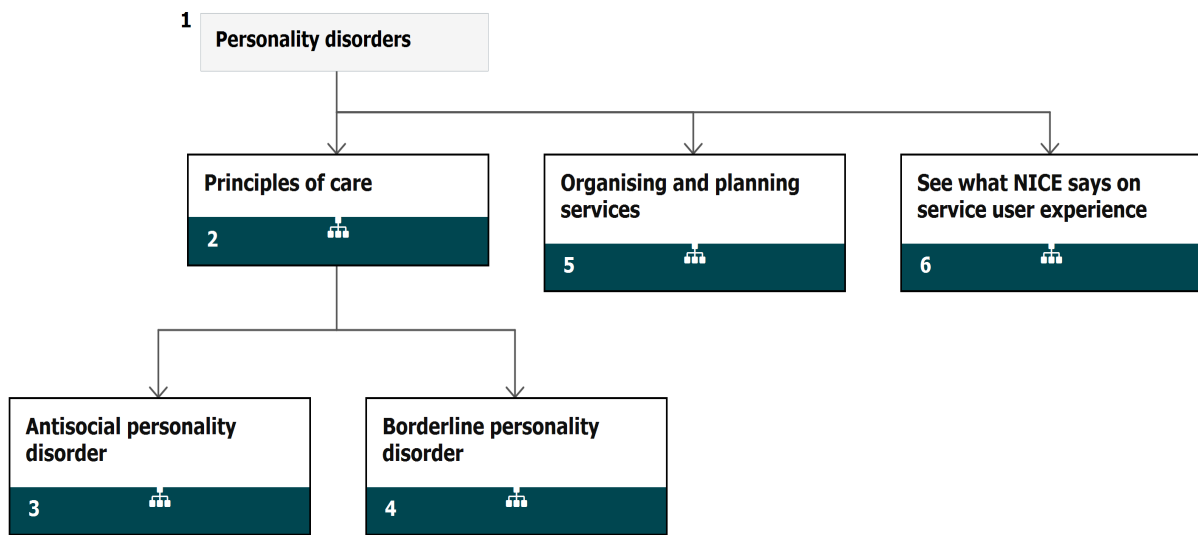 1
Personality disorders
Principles of care
2
Organising and planning
services
5
See what NICE says on
service user experience
6
Antisocial personality
disorder
3
Borderline personality
disorder
4